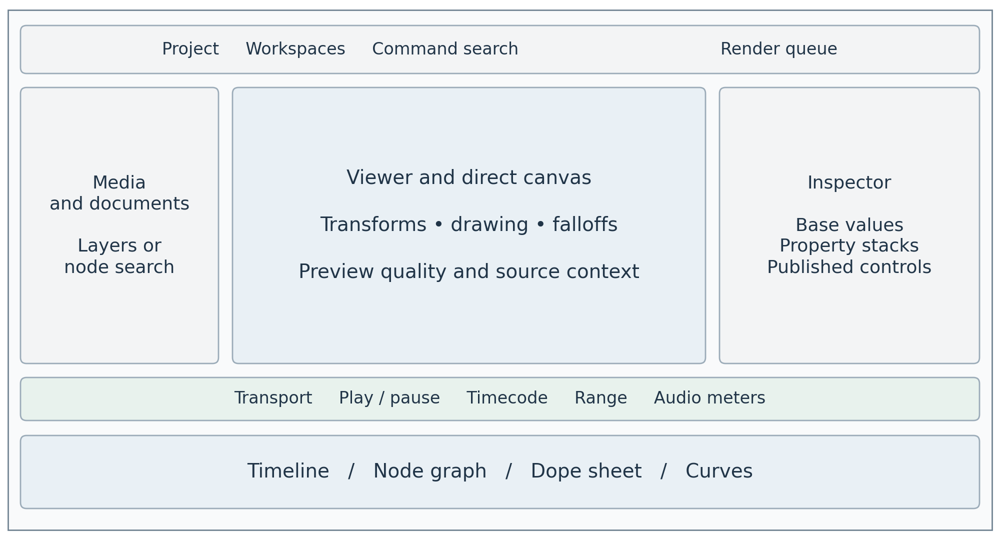 Project Workspaces Command search Render queue
Media
and documents
Layers or
node search
Viewer and direct canvas
Transforms • drawing • falloffs
Preview quality and source context
Inspector
Base values
Property stacks
Published controls
Transport Play / pause Timecode Range Audio meters
Timeline / Node graph / Dope sheet / Curves